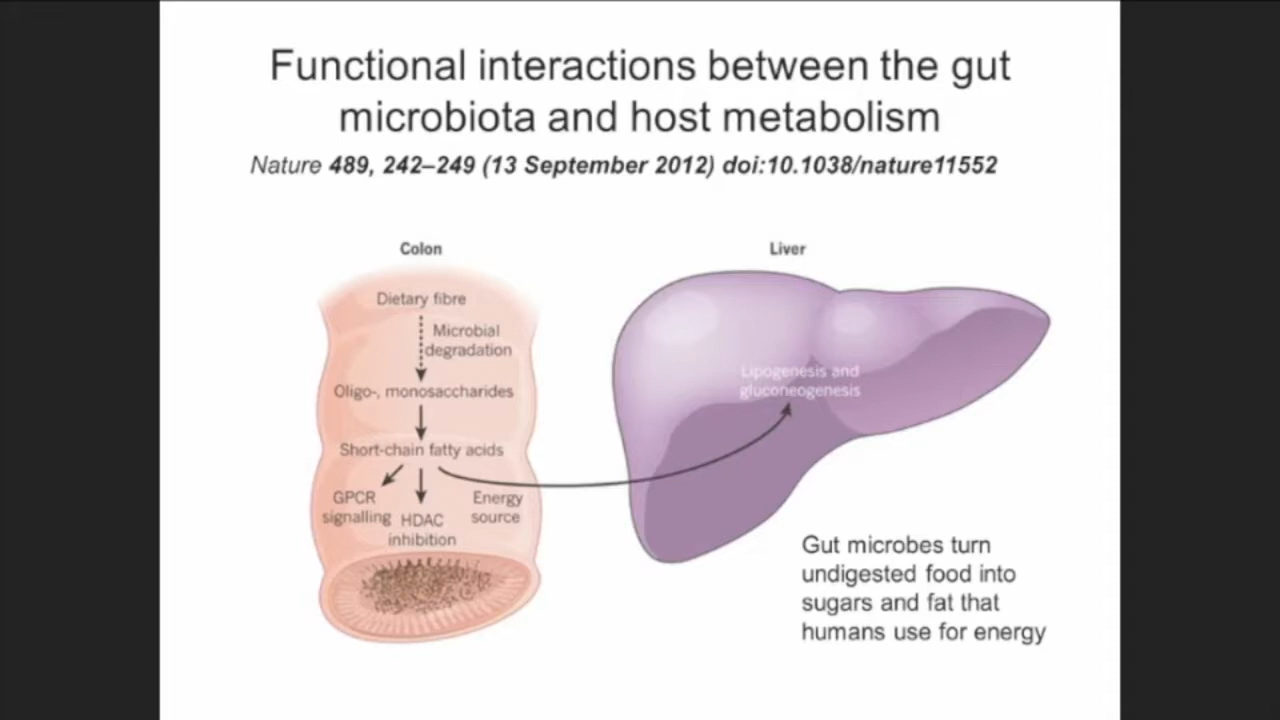 Functional interactions between the gut
microbiota and host metabolism
Nature 489, 242–249 (13 September 2012) doi:10.1038/nature11552
Colon
Liver
Dietary fibre
Microbial
degradation
Oligo-, monosaccharides
Short-chain fatty acids
GPCR
signalling
HDAC
inhibition
Energy
source
Lipogenesis and
gluconeogenesis
Gut microbes turn
undigested food into
sugars and fat that
humans use for energy